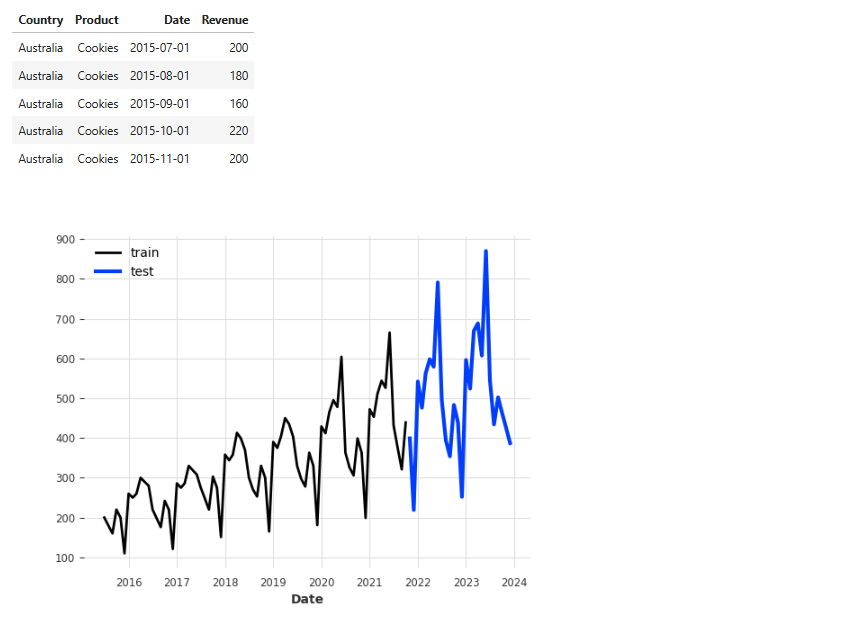 Country Product Date Revenue
Australia Cookies 2015-07-01 200
Australia Cookies 2015-08-01 180
Australia Cookies 2015-09-01 160
Australia Cookies 2015-10-01 220
Australia Cookies 2015-11-01 200
900
800
700
600
500
400
300
200
100
train
test
2016 2017 2018 2019 2020 2021 2022 2023 2024
Date